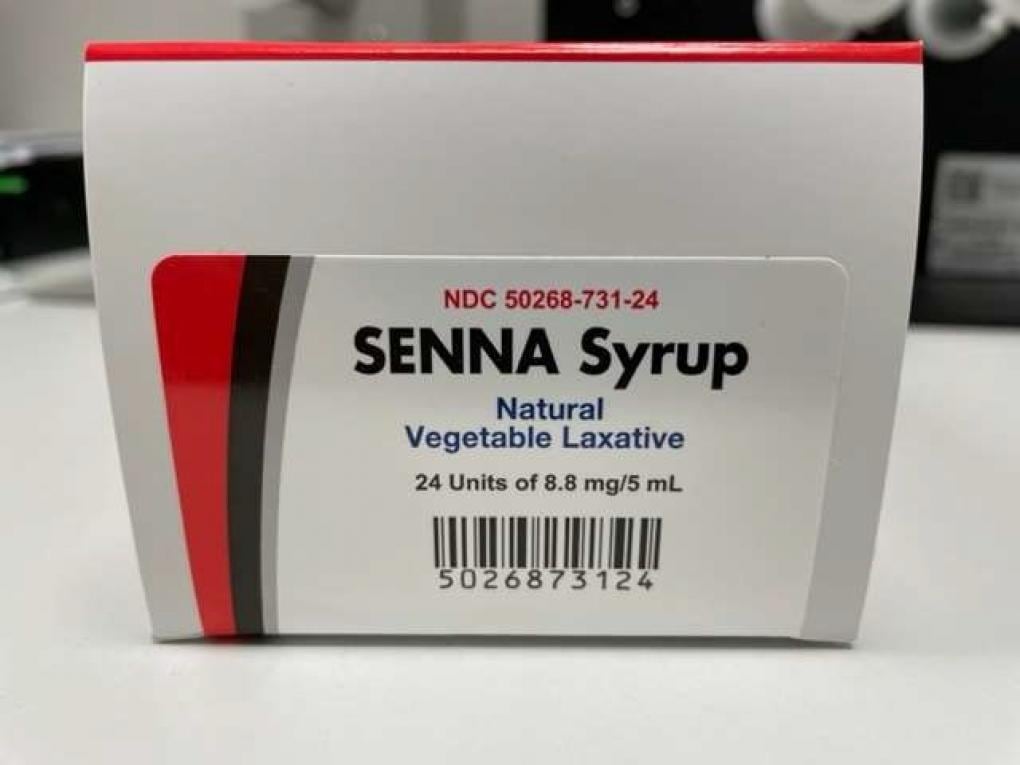 NDC 50268-731-24
SENNA Syrup
Natural
Vegetable Laxative
24 Units of 8.8 mg/5 mL
5026873124